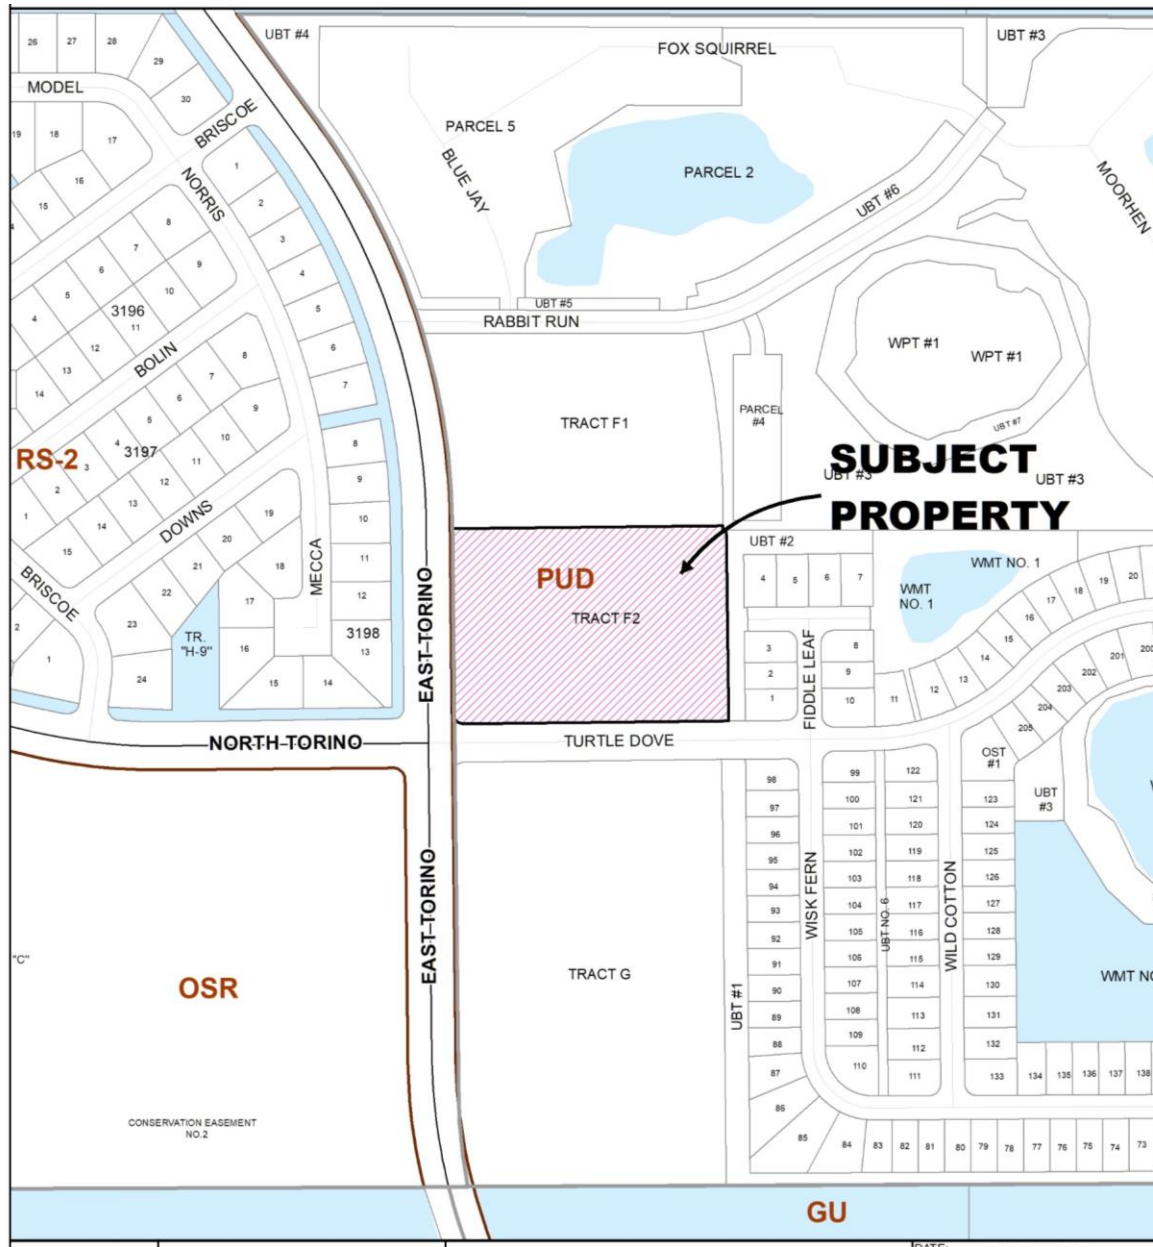 UBT #4
UBT #3
26
27
28
29
30
FOX SQUIRREL
MODEL
BRISCOE
19
18
17
16
15
4
PARCEL 5
BLUE JAY
PARCEL 2
UBT #6
MOORHEN
NORRIS
1
2
3
4
5
6
7
8
7
6
5
4
9
10
3196
11
12
13
14
UBT #5
RABBIT RUN
WPT #1
WPT #1
BOLIN
8
7
6
5
4
3
2
1
9
10
3197
11
12
13
14
15
RS-2
TRACT F1
PARCEL
#4
UBT #7
SUBJECT
PROPERTY
UBT #3
UBT #3
8
9
10
11
12
3198
13
14
15
16
17
18
19
20
21
22
23
24
DOWNS
MECCA
BRISCOE
2
1
TR.
"H-9"
EAST TORINO
PUD
TRACT F2
UBT #2
4
5
6
7
3
2
1
8
9
10
FIDDLE LEAF
WMT
NO. 1
WMT NO. 1
11
12
13
14
15
16
17
18
19
20
200
201
202
203
204
205
NORTH TORINO
TURTLE DOVE
OST
#1
UBT
#3
98
97
96
95
94
93
92
91
90
89
88
87
86
85
84
83
82
81
80
79
78
77
76
75
74
73
99
100
101
102
103
104
105
106
107
108
109
110
122
121
120
119
118
117
116
115
114
113
112
111
123
124
125
126
127
128
129
130
131
132
133
134
135
136
137
138
WISK FERN
UBT NO. 6
WILD COTTON
UBT #1
EAST TORINO
"C"
OSR
TRACT G
WMT NO
CONSERVATION EASEMENT
NO.2
GU
DATE: